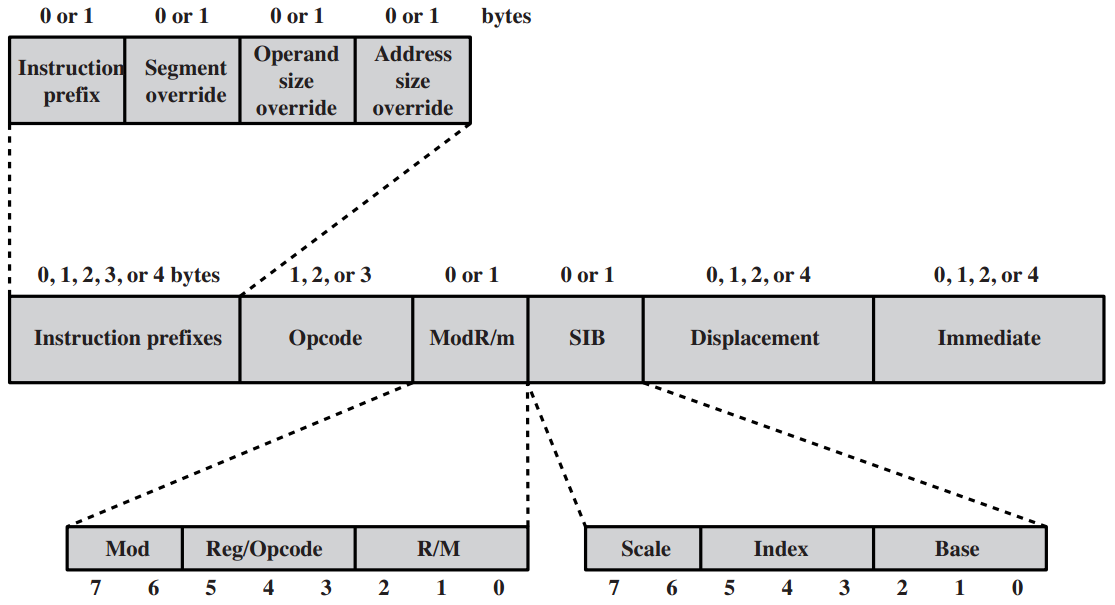 0 or 1 0 or 1 0 or 1 0 or 1 bytes
Instruction prefix
Segment override
Operand size override
Address size override
0, 1, 2, 3, or 4 bytes 1, 2, or 3 0 or 1 0 or 1 0, 1, 2, or 4 0, 1, 2, or 4
Instruction prefixes Opcode ModR/m SIB Displacement Immediate
Mod Reg/Opcode R/M Scale Index Base
7 6 5 4 3 2 1 0 7 6 5 4 3 2 1 0